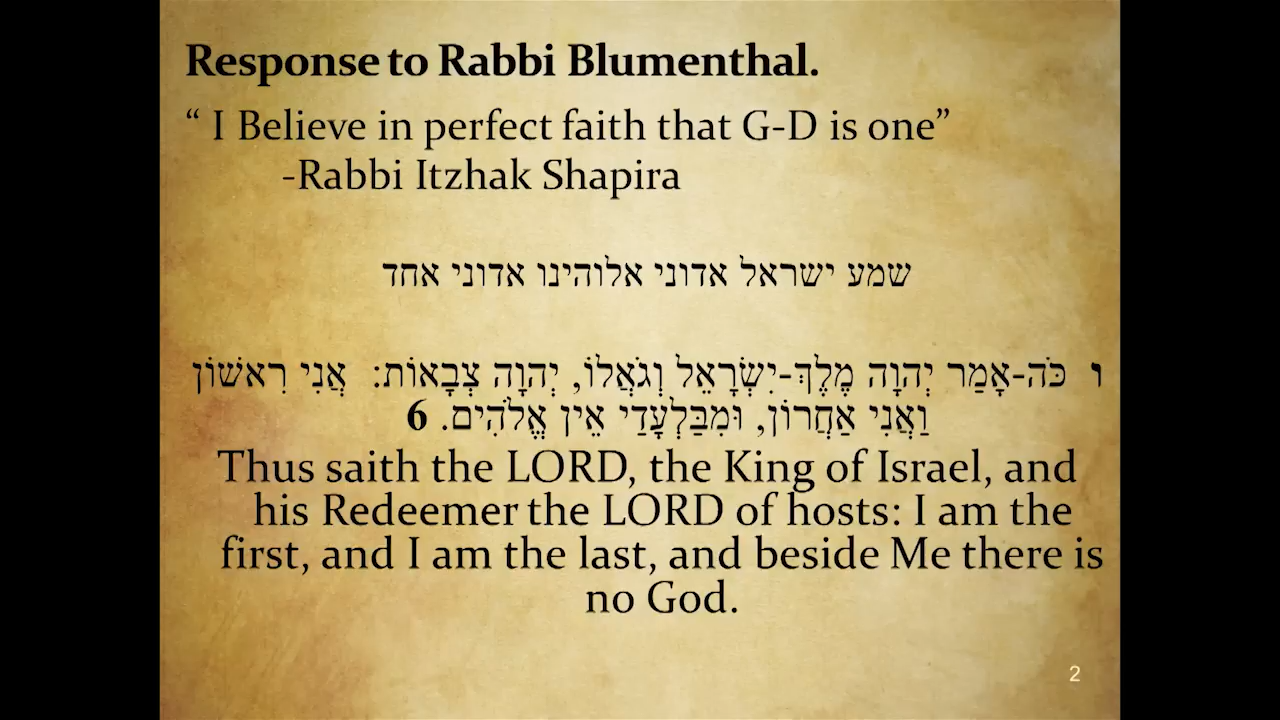 Response to Rabbi Blumenthal.
“ I Believe in perfect faith that G-D is one”
-Rabbi Itzhak Shapira
שמע ישראל אדוני אלוהינו אדוני אחד
ו  כֹּה-אָמַר יְהוָה מֶלֶךְ-יִשְׂרָאֵל וְגֹאֲלוֹ, יְהוָה צְבָאוֹת:  אֲנִי רִאשׁוֹן
וַאֲנִי אַחֲרוֹן, וּמִבַּלְעָדַי אֵין אֱלֹהִים. 6
Thus saith the LORD, the King of Israel, and
his Redeemer the LORD of hosts: I am the
first, and I am the last, and beside Me there is
no God.
2